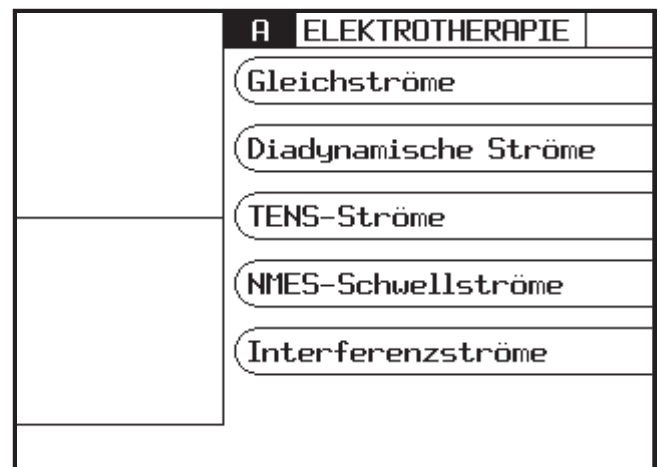 A ELEKTROTHERAPIE
Gleichströme
Diadynamische Ströme
TENS-Ströme
NMES-Schwellströme
Interferenzströme